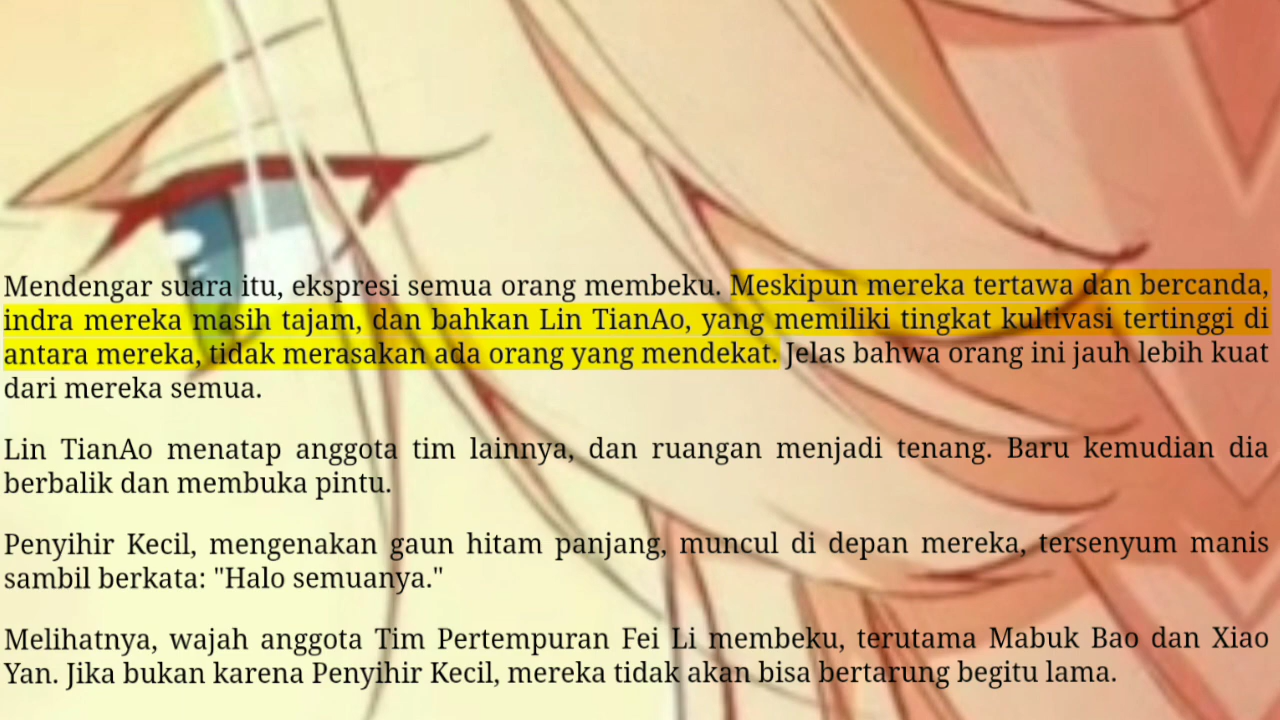 Mendengar suara itu, ekspresi semua orang membeku. Meskipun mereka tertawa dan bercanda,
indra mereka masih tajam, dan bahkan Lin TianAo, yang memiliki tingkat kultivasi tertinggi di
antara mereka, tidak merasakan ada orang yang mendekat. Jelas bahwa orang ini jauh lebih kuat
dari mereka semua.
Lin TianAo menatap anggota tim lainnya, dan ruangan menjadi tenang. Baru kemudian dia
berbalik dan membuka pintu.
Penyihir Kecil, mengenakan gaun hitam panjang, muncul di depan mereka, tersenyum manis
sambil berkata: "Halo semuanya."
Melihatnya, wajah anggota Tim Pertempuran Fei Li membeku, terutama Mabuk Bao dan Xiao
Yan. Jika bukan karena Penyihir Kecil, mereka tidak akan bisa bertarung begitu lama.